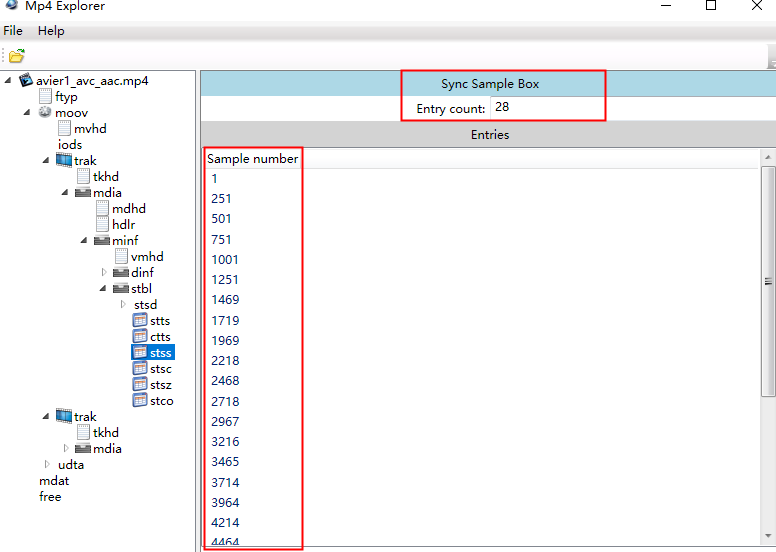 Mp4 Explorer
File Help
avier1_avc_aac.mp4
ftyp
moov
mvhd
iods
trak
tkhd
mdia
mdhd
hdlr
minf
vmhd
dinf
stbl
stsd
stts
ctts
stss
stsc
stsz
stco
trak
tkhd
mdia
udta
mdat
free
Sync Sample Box
Entry count: 28
Entries
Sample number
1
251
501
751
1001
1251
1469
1719
1969
2218
2468
2718
2967
3216
3465
3714
3964
4214
4464